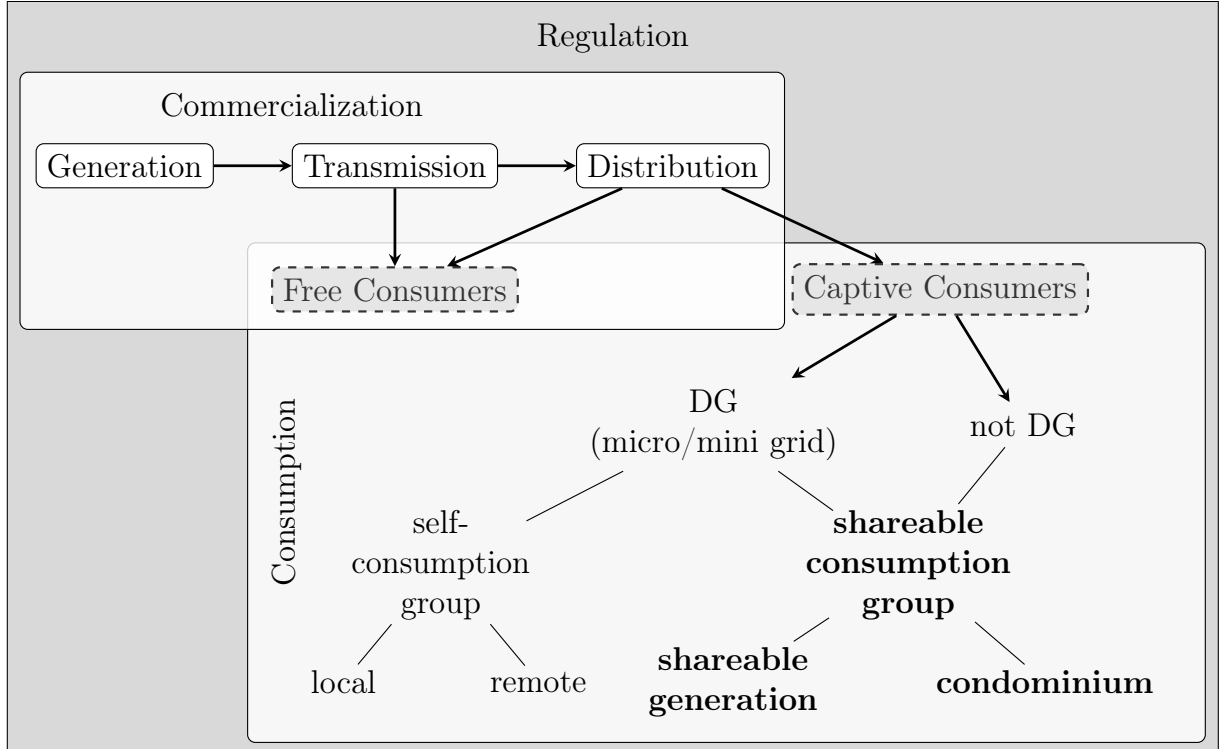 Regulation
Commercialization
Generation
Transmission
Distribution
Free Consumers
Captive Consumers
Consumption
DG
(micro/mini grid)
not DG
self-
consumption
group
shareable
consumption
group
local
remote
shareable
generation
condominium